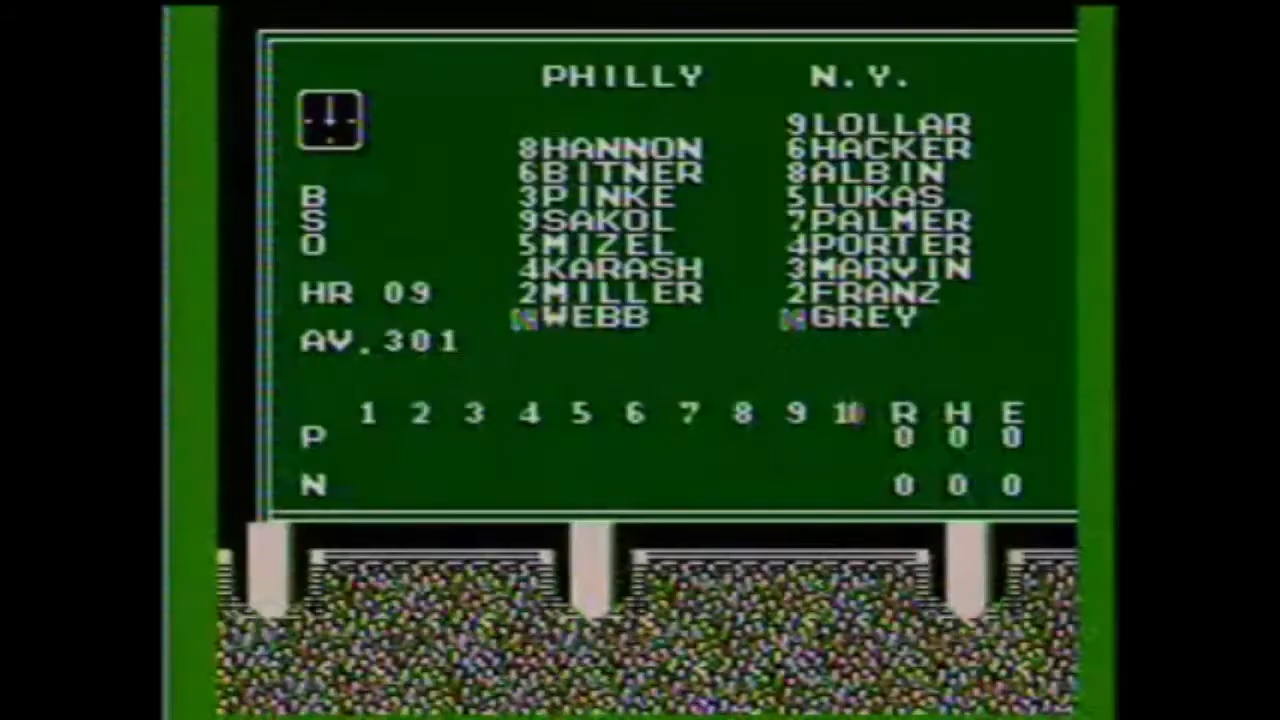 PHILLY N.Y.
9LOLLAR
8HANNON 6HACKER
6BITNER 8ALBIN
B 3PINKE 5LUKAS
S 9SAKOL 7PALMER
O 5MIZEL 4PORTER
4KARASH 3MARVIN
HR 09 2MILLER 2FRANZ
WEBB GREY
AV.301
1 2 3 4 5 6 7 8 9 10 R H E
P 0 0 0
N 0 0 0